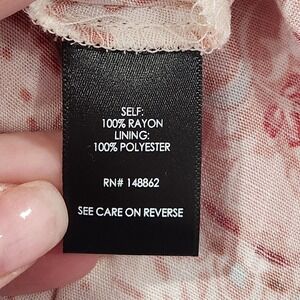 SELF:
100% RAYON
LINING:
100% POLYESTER
RN# 148862
SEE CARE ON REVERSE